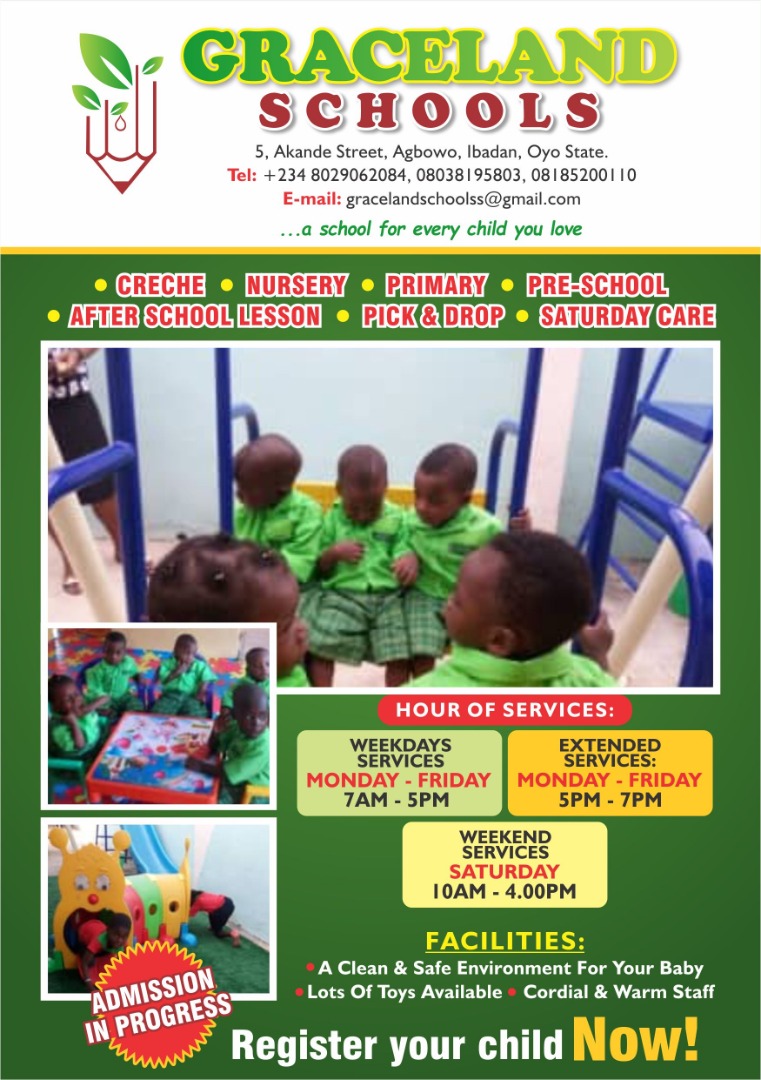 GRACELAND
SCHOOLS
5, Akande Street, Agbowo, Ibadan, Oyo State.
Tel: +234 8029062084, 08038195803, 08185200110
E-mail: gracelandschoolss@gmail.com
...a school for every child you love
• CRECHE • NURSERY • PRIMARY • PRE-SCHOOL
• AFTER SCHOOL LESSON • PICK & DROP • SATURDAY CARE
HOUR OF SERVICES:
WEEKDAYS
SERVICES
MONDAY - FRIDAY
7AM - 5PM
EXTENDED
SERVICES:
MONDAY - FRIDAY
5PM - 7PM
WEEKEND
SERVICES
SATURDAY
10AM - 4.00PM
FACILITIES:
• A Clean & Safe Environment For Your Baby
• Lots Of Toys Available • Cordial & Warm Staff
ADMISSION
IN PROGRESS
Register your child Now!